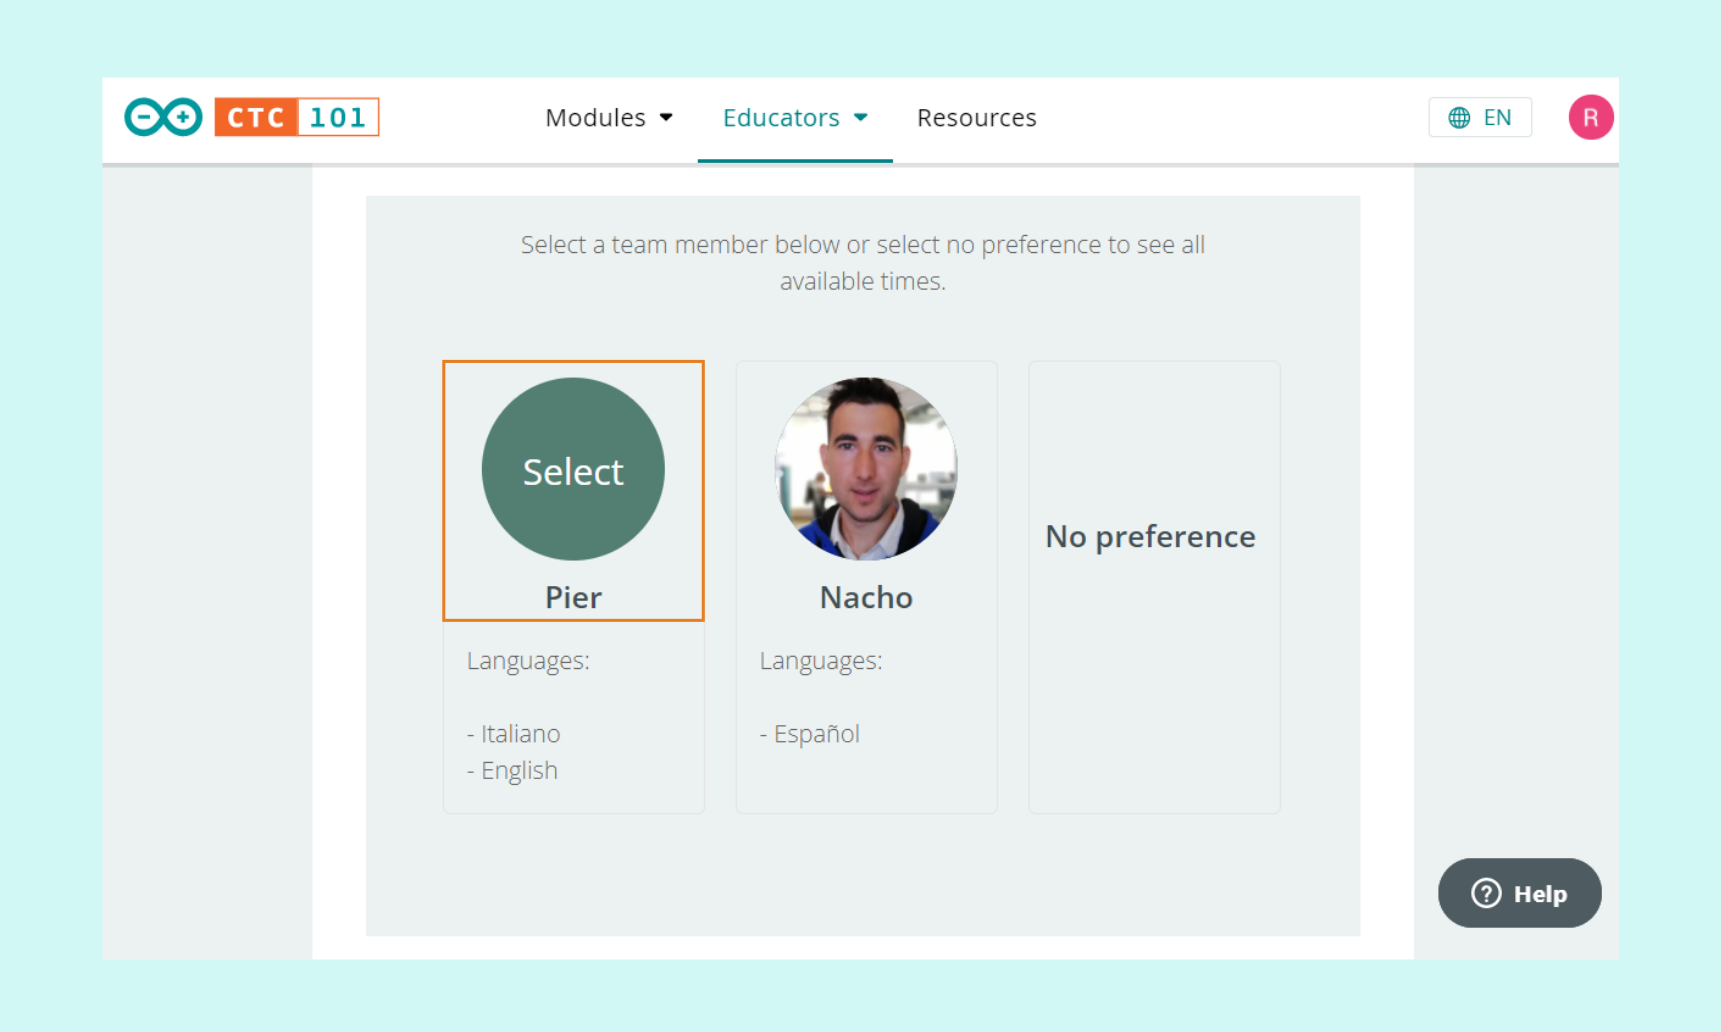 CTC 101
Modules
Educators
Resources
EN
R
Select a team member below or select no preference to see all
available times.
Select
Pier
Languages:
- Italiano
- English
Nacho
Languages:
- Español
No preference
? Help